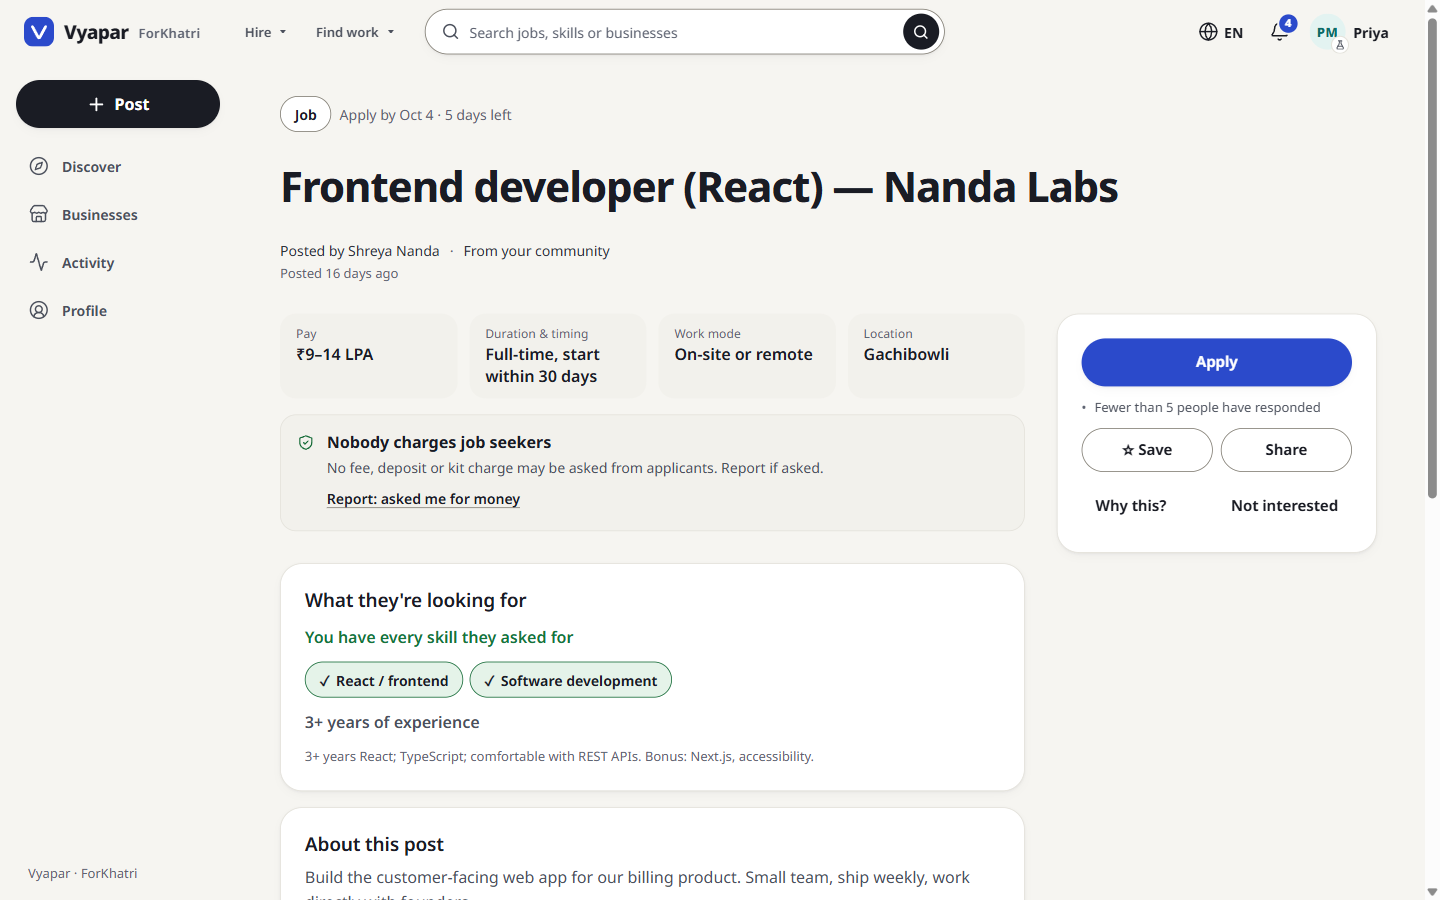 Vyapar ForKhatri
Hire
Find work
Search jobs, skills or businesses
EN
4
PM
Priya
Post
Discover
Businesses
Activity
Profile
Vyapar · ForKhatri
Job
Apply by Oct 4 · 5 days left
Frontend developer (React) — Nanda Labs
Posted by Shreya Nanda · From your community
Posted 16 days ago
Pay
₹9–14 LPA
Duration & timing
Full-time, start
within 30 days
Work mode
On-site or remote
Location
Gachibowli
Nobody charges job seekers
No fee, deposit or kit charge may be asked from applicants. Report if asked.
Report: asked me for money
Apply
• Fewer than 5 people have responded
☆ Save
Share
Why this?
Not interested
What they're looking for
You have every skill they asked for
✓ React / frontend
✓ Software development
3+ years of experience
3+ years React; TypeScript; comfortable with REST APIs. Bonus: Next.js, accessibility.
About this post
Build the customer-facing web app for our billing product. Small team, ship weekly, work
directly with founders.